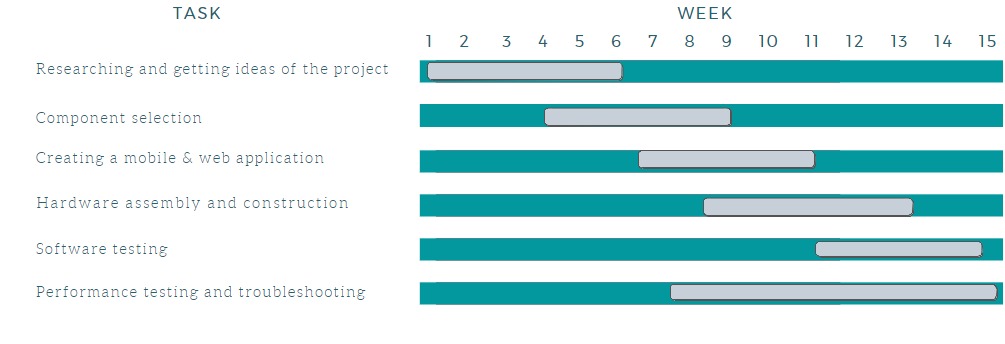 TASK WEEK
1 2 3 4 5 6 7 8 9 10 11 12 13 14 15
Researching and getting ideas of the project
Component selection
Creating a mobile & web application
Hardware assembly and construction
Software testing
Performance testing and troubleshooting